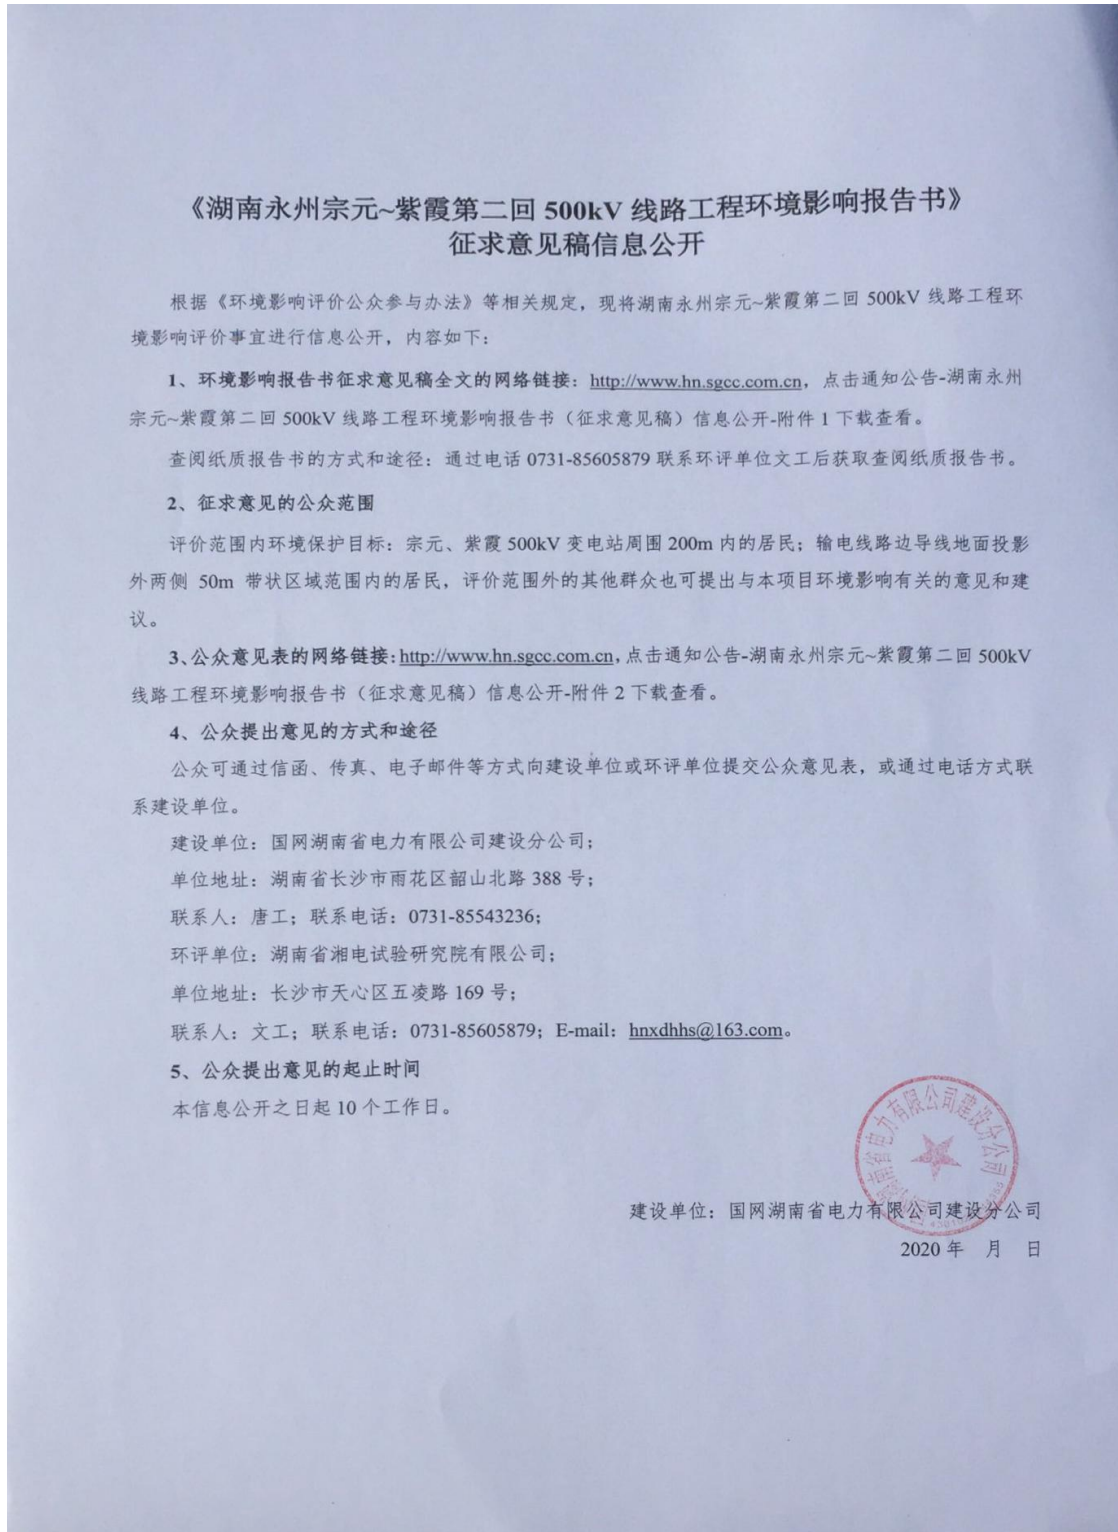 《湖南永州宗元~紫霞第二回 500kV 线路工程环境影响报告书》
征求意见稿信息公开
根据《环境影响评价公众参与办法》等相关规定，现将湖南永州宗元~紫霞第二回 500kV 线路工程环
境影响评价事宜进行信息公开，内容如下：
1、环境影响报告书征求意见稿全文的网络链接：http://www.hn.sgcc.com.cn，点击通知公告-湖南永州
宗元~紫霞第二回 500kV 线路工程环境影响报告书（征求意见稿）信息公开-附件 1 下载查看。
查阅纸质报告书的方式和途径：通过电话 0731-85605879 联系环评单位文工后获取查阅纸质报告书。
2、征求意见的公众范围
评价范围内环境保护目标：宗元、紫霞 500kV 变电站周围 200m 内的居民；输电线路边导线地面投影
外两侧 50m 带状区域范围内的居民，评价范围外的其他群众也可提出与本项目环境影响有关的意见和建
议。
3、公众意见表的网络链接：http://www.hn.sgcc.com.cn，点击通知公告-湖南永州宗元~紫霞第二回 500kV
线路工程环境影响报告书（征求意见稿）信息公开-附件 2 下载查看。
4、公众提出意见的方式和途径
公众可通过信函、传真、电子邮件等方式向建设单位或环评单位提交公众意见表，或通过电话方式联
系建设单位。
建设单位：国网湖南省电力有限公司建设分公司；
单位地址：湖南省长沙市雨花区韶山北路 388 号；
联系人：唐工；联系电话：0731-85543236；
环评单位：湖南省湘电试验研究院有限公司；
单位地址：长沙市天心区五凌路 169 号；
联系人：文工；联系电话：0731-85605879；E-mail：hnxdhhs@163.com。
5、公众提出意见的起止时间
本信息公开之日起 10 个工作日。
南省电力有限公司建设分公司
建设单位：国网湖南省电力有限公司建设分公司
2020 年 月 日